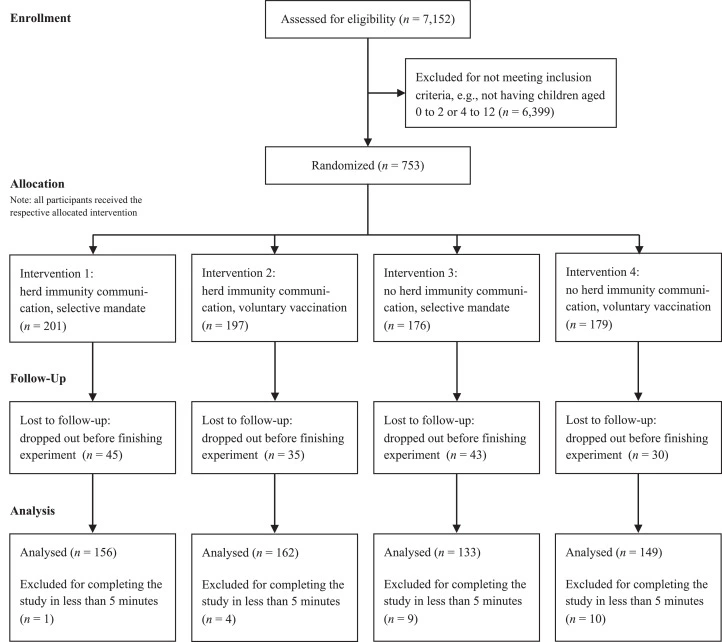 Enrollment
Assessed for eligibility (n = 7,152)
Excluded for not meeting inclusion
criteria, e.g., not having children aged
0 to 2 or 4 to 12 (n = 6,399)
Randomized (n = 753)
Allocation
Note: all participants received the
respective allocated intervention
Intervention 1:
herd immunity communi-
cation, selective mandate
(n = 201)
Intervention 2:
herd immunity communi-
cation, voluntary vaccination
(n = 197)
Intervention 3:
no herd immunity commu-
nication, selective mandate
(n = 176)
Intervention 4:
no herd immunity communi-
cation, voluntary vaccination
(n = 179)
Follow-Up
Lost to follow-up:
dropped out before finishing
experiment (n = 45)
Lost to follow-up:
dropped out before finishing
experiment (n = 35)
Lost to follow-up:
dropped out before finishing
experiment (n = 43)
Lost to follow-up:
dropped out before finishing
experiment (n = 30)
Analysis
Analysed (n = 156)
Excluded for completing the
study in less than 5 minutes
(n = 1)
Analysed (n = 162)
Excluded for completing the
study in less than 5 minutes
(n = 4)
Analysed (n = 133)
Excluded for completing the
study in less than 5 minutes
(n = 9)
Analysed (n = 149)
Excluded for completing the
study in less than 5 minutes
(n = 10)